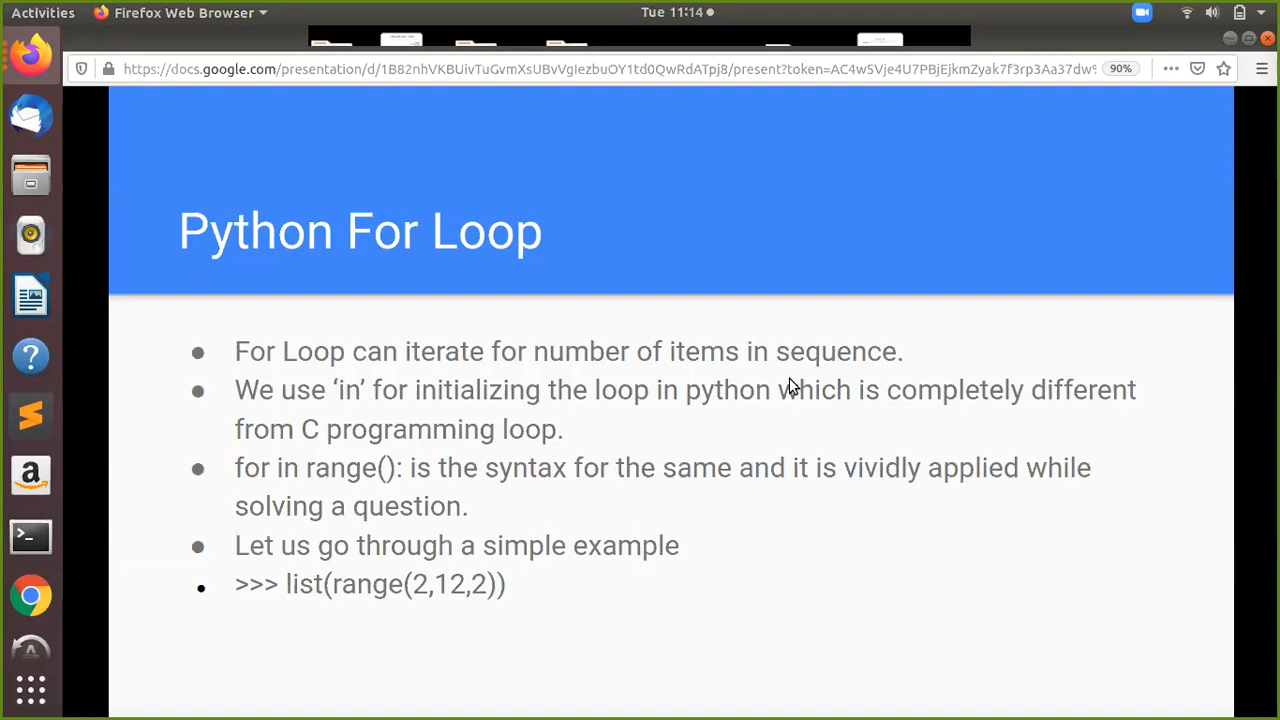 Activities
Firefox Web Browser
Tue 11:14
https://docs.google.com/presentation/d/1B82nhVKBUivTuGvmXsUBvVgIezbuOY1td0QwRdATpj8/present?token=AC4w5Vje4U7PBjEjkmZyak7f3rp3Aa37dw%
90%
Python For Loop
● For Loop can iterate for number of items in sequence.
● We use ‘in’ for initializing the loop in python which is completely different
from C programming loop.
● for in range(): is the syntax for the same and it is vividly applied while
solving a question.
● Let us go through a simple example
● >>> list(range(2,12,2))